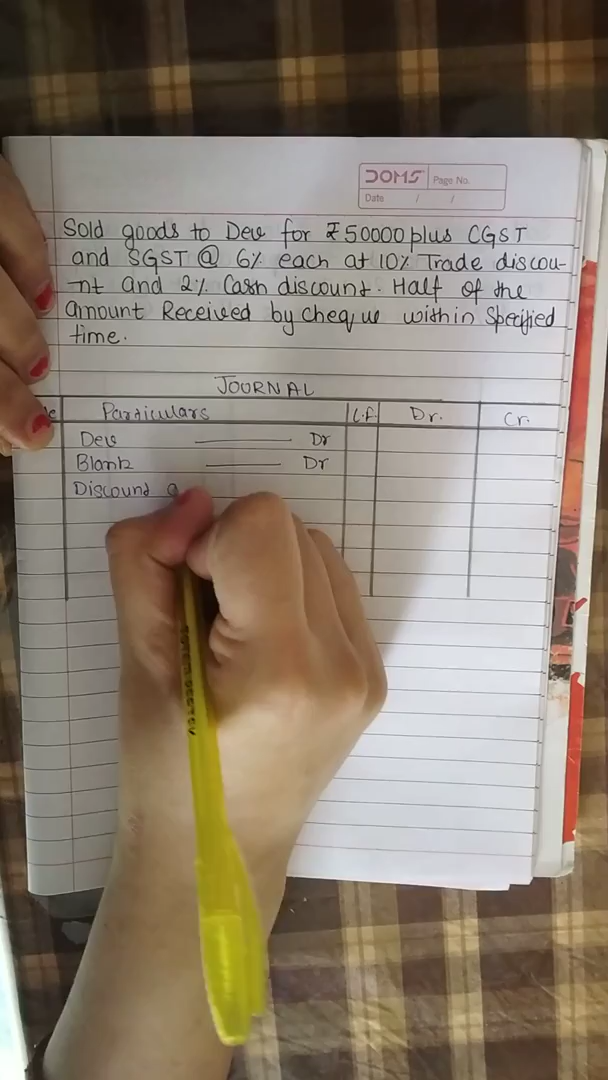 DOMS Page No.
Date / /
Sold goods to Dev for ₹50000 plus CGST
and SGST @ 6% each at 10% Trade discou-
nt and 2% Cash discount. Half of the
amount Received by cheque within Specified
time.
JOURNAL
Particulars L.F. Dr. Cr.
Dev Dr
Bank Dr
Discount a